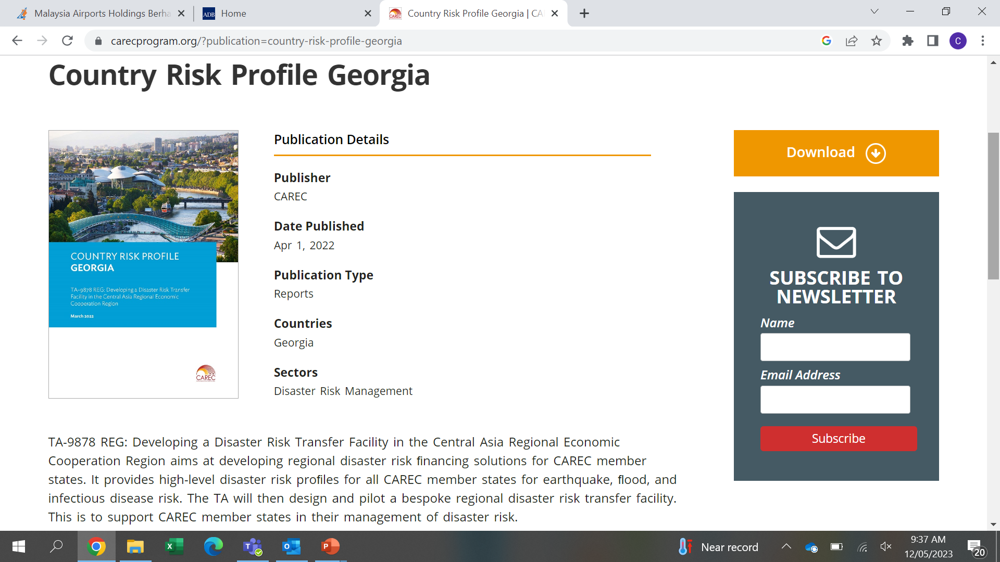 Malaysia Airports Holdings Berha
Home
Country Risk Profile Georgia | CA
carecprogram.org/?publication=country-risk-profile-georgia
C
Country Risk Profile Georgia
COUNTRY RISK PROFILE
GEORGIA
TA-9878 REG: Developing a Disaster Risk Transfer
Facility in the Central Asia Regional Economic
Cooperation Region
March 2022
CAREC
Publication Details
Publisher
CAREC
Date Published
Apr 1, 2022
Publication Type
Reports
Countries
Georgia
Sectors
Disaster Risk Management
Download
SUBSCRIBE TO
NEWSLETTER
Name
Email Address
Subscribe
TA-9878 REG: Developing a Disaster Risk Transfer Facility in the Central Asia Regional Economic
Cooperation Region aims at developing regional disaster risk financing solutions for CAREC member
states. It provides high-level disaster risk profiles for all CAREC member states for earthquake, flood, and
infectious disease risk. The TA will then design and pilot a bespoke regional disaster risk transfer facility.
This is to support CAREC member states in their management of disaster risk.
Near record
9:37 AM
12/05/2023
20